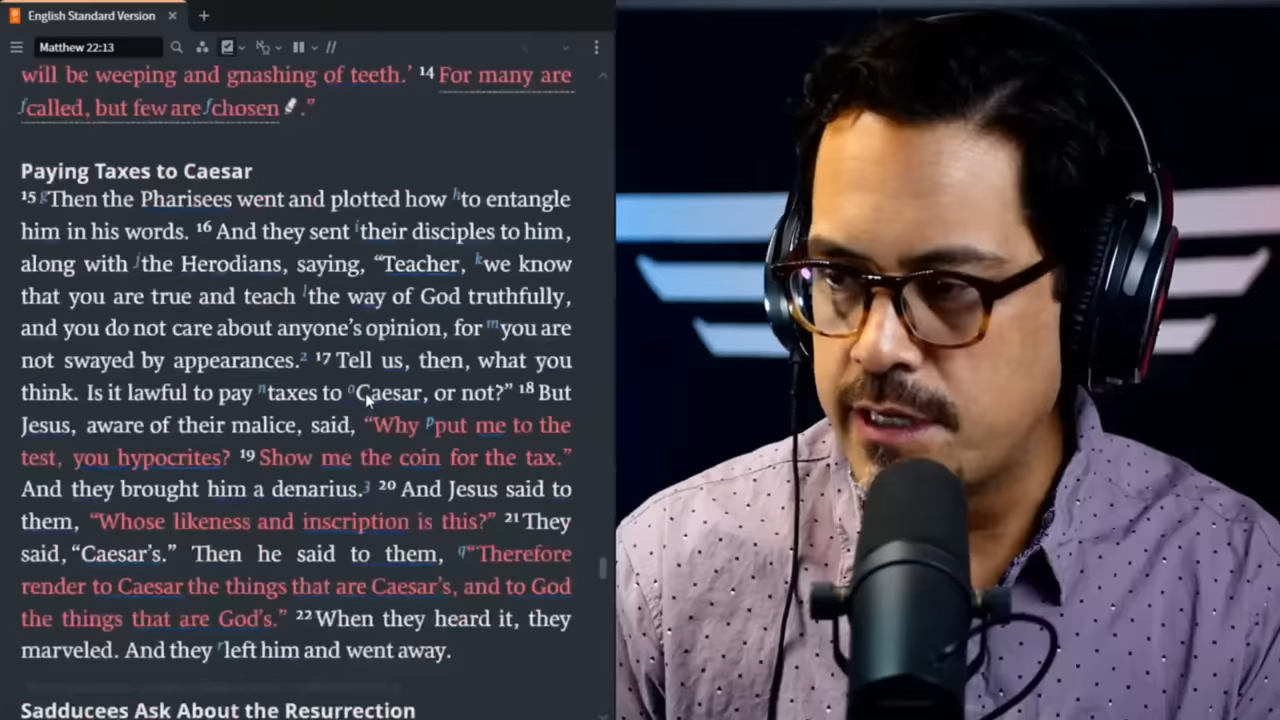 English Standard Version
Matthew 22:13
will be weeping and gnashing of teeth.’ 14 For many are
f called, but few are f chosen .”
Paying Taxes to Caesar
15 g Then the Pharisees went and plotted how h to entangle
him in his words. 16 And they sent i their disciples to him,
along with j the Herodians, saying, “Teacher, k we know
that you are true and teach l the way of God truthfully,
and you do not care about anyone’s opinion, for m you are
not swayed by appearances.2 17 Tell us, then, what you
think. Is it lawful to pay n taxes to o Caesar, or not?” 18 But
Jesus, aware of their malice, said, “Why p put me to the
test, you hypocrites? 19 Show me the coin for the tax.”
And they brought him a denarius.3 20 And Jesus said to
them, “Whose likeness and inscription is this?” 21 They
said, “Caesar’s.” Then he said to them, q “Therefore
render to Caesar the things that are Caesar’s, and to God
the things that are God’s.” 22 When they heard it, they
marveled. And they r left him and went away.
Sadducees Ask About the Resurrection